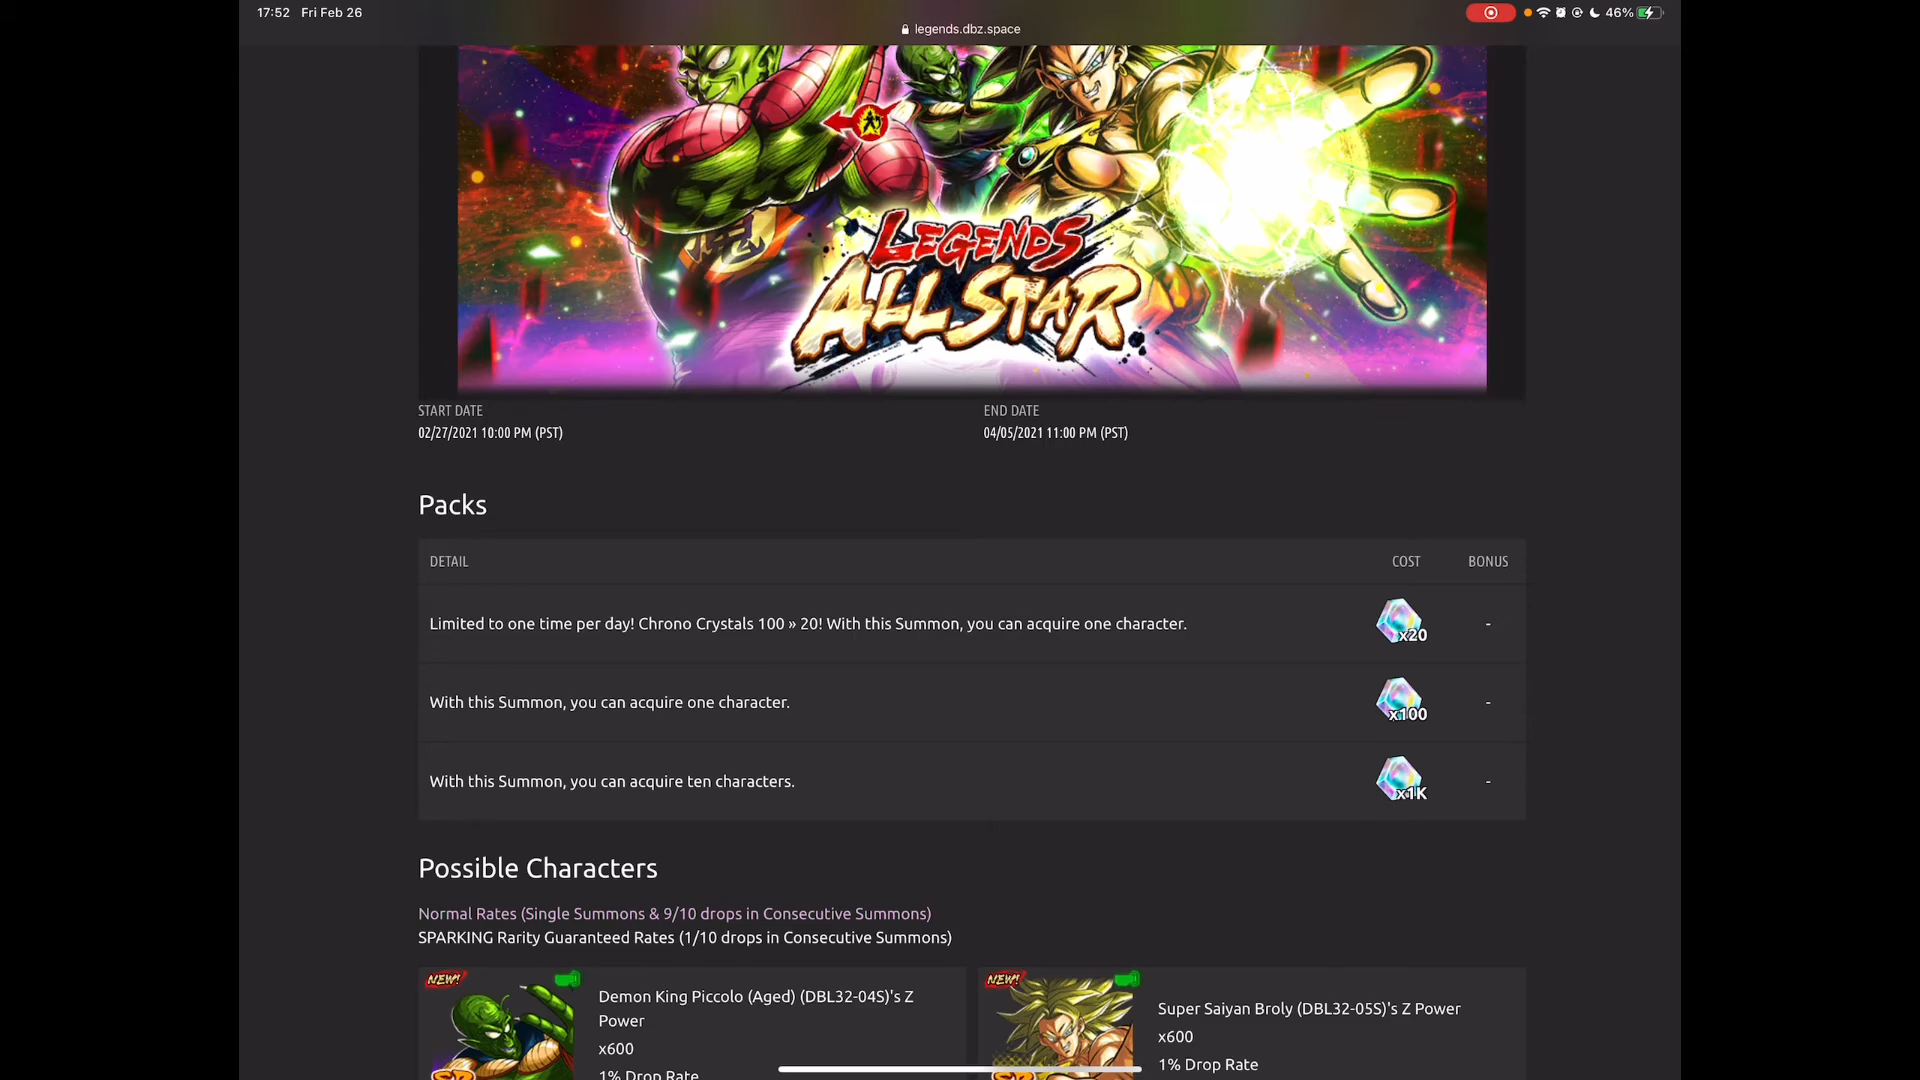 17:52 Fri Feb 26
46%
legends.dbz.space
LEGENDS
ALL STAR
START DATE
02/27/2021 10:00 PM (PST)
END DATE
04/05/2021 11:00 PM (PST)
Packs
DETAIL COST BONUS
Limited to one time per day! Chrono Crystals 100 » 20! With this Summon, you can acquire one character. x20 -
With this Summon, you can acquire one character. x100 -
With this Summon, you can acquire ten characters. x1K -
Possible Characters
Normal Rates (Single Summons & 9/10 drops in Consecutive Summons)
SPARKING Rarity Guaranteed Rates (1/10 drops in Consecutive Summons)
NEW!
Demon King Piccolo (Aged) (DBL32-04S)'s Z
Power
x600
1% Drop Rate
NEW!
Super Saiyan Broly (DBL32-05S)'s Z Power
x600
1% Drop Rate